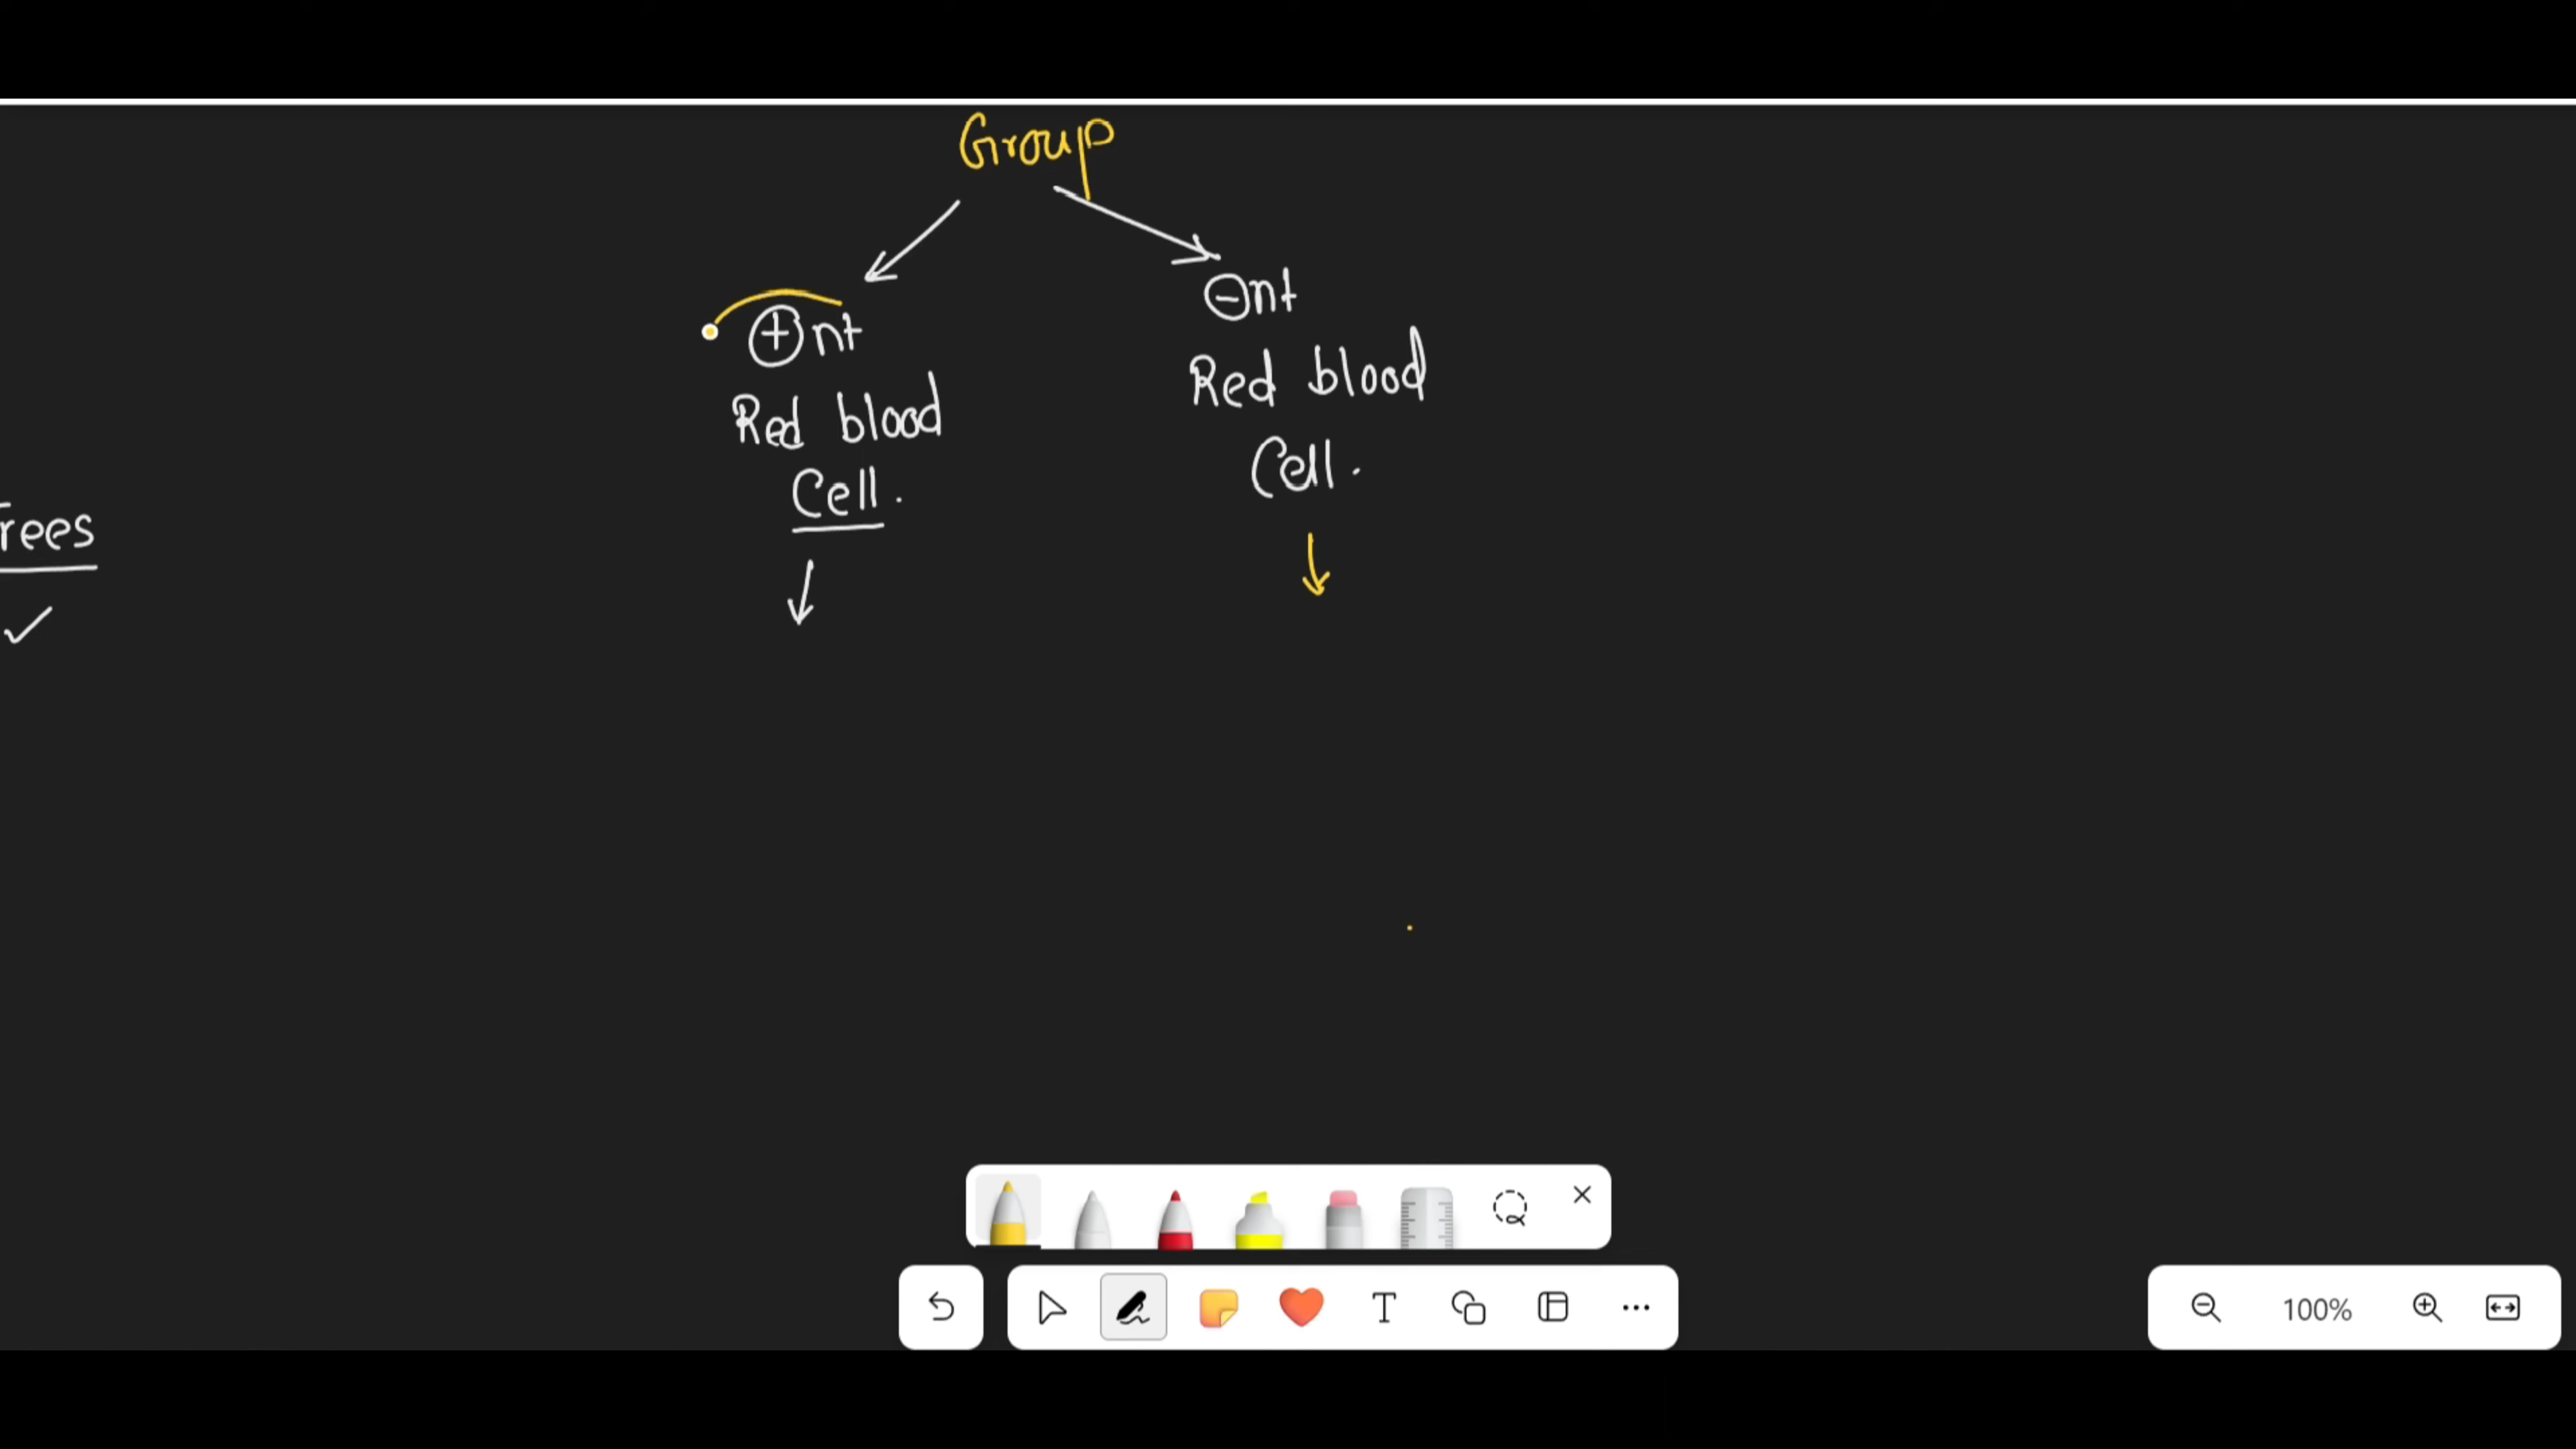 Group
⊕nt
Red blood
Cell.
⊖nt
Red blood
Cell.
rees
100%